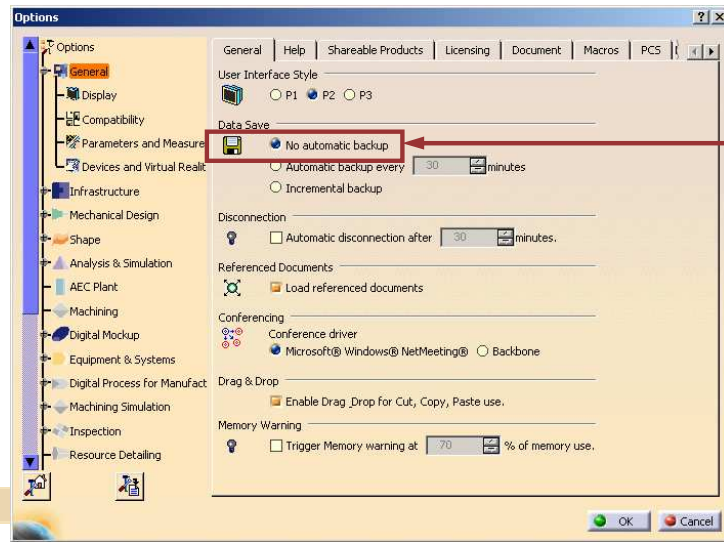 Options
Options
General
Display
Compatibility
Parameters and Measure
Devices and Virtual Realit
Infrastructure
Mechanical Design
Shape
Analysis & Simulation
AEC Plant
Machining
Digital Mockup
Equipment & Systems
Digital Process for Manufact
Machining Simulation
Inspection
Resource Detailing
General Help Shareable Products Licensing Document Macros PCS
User Interface Style
P1 P2 P3
Data Save
No automatic backup
Automatic backup every 30 minutes
Incremental backup
Disconnection
Automatic disconnection after 30 minutes.
Referenced Documents
Load referenced documents
Conferencing
Conference driver
Microsoft® Windows® NetMeeting® Backbone
Drag & Drop
Enable Drag _Drop for Cut, Copy, Paste use.
Memory Warning
Trigger Memory warning at 70 % of memory use.
OK Cancel